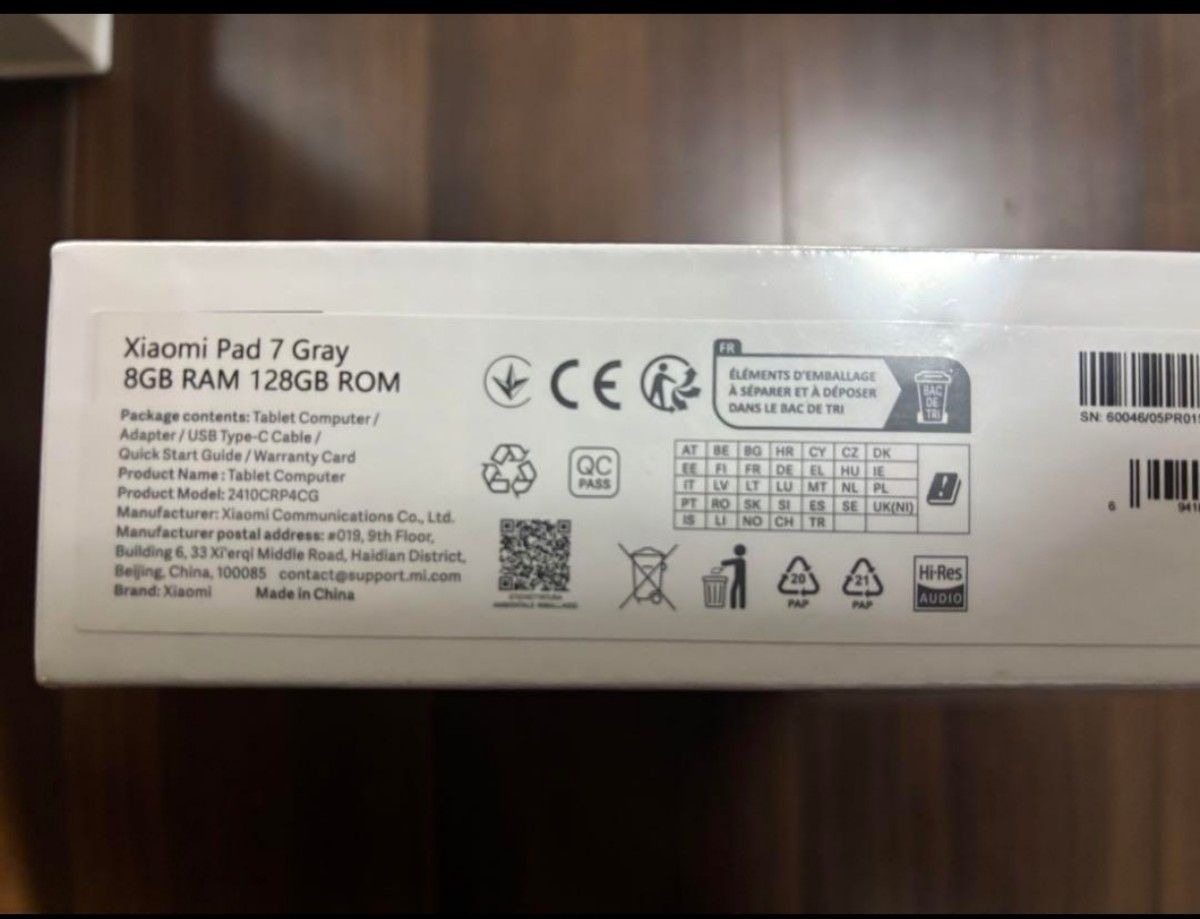 Xiaomi Pad 7 Gray
8GB RAM 128GB ROM
Package contents: Tablet Computer /
Adapter / USB Type-C Cable /
Quick Start Guide / Warranty Card
Product Name : Tablet Computer
Product Model: 2410CRP4CG
Manufacturer: Xiaomi Communications Co., Ltd.
Manufacturer postal address: #019, 9th Floor,
Building 6, 33 Xi'erqi Middle Road, Haidian District,
Beijing, China, 100085 contact@support.mi.com
Brand: Xiaomi Made in China
CE
FR
ÉLÉMENTS D'EMBALLAGE
À SÉPARER ET À DÉPOSER
DANS LE BAC DE TRI
BAC
DE
TRI
QC
PASS
AT BE BG HR CY CZ DK
EE FI FR DE EL HU IE
IT LV LT LU MT NL PL
PT RO SK SI ES SE UK(NI)
IS LI NO CH TR
20
PAP
21
PAP
Hi-Res
AUDIO
SN: 60046/05PR01
6 941